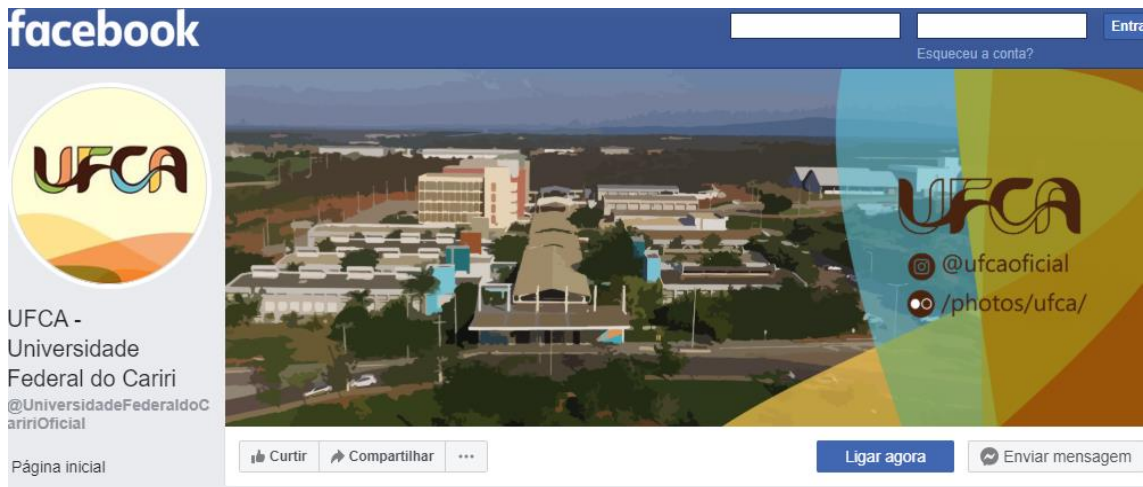 facebook
Entra
Esqueceu a conta?
UFCA
UFCA
@ufcaoficial
/photos/ufca/
UFCA -
Universidade
Federal do Cariri
@UniversidadeFederaldoC
aririOficial
Página inicial
Curtir
Compartilhar
...
Ligar agora
Enviar mensagem